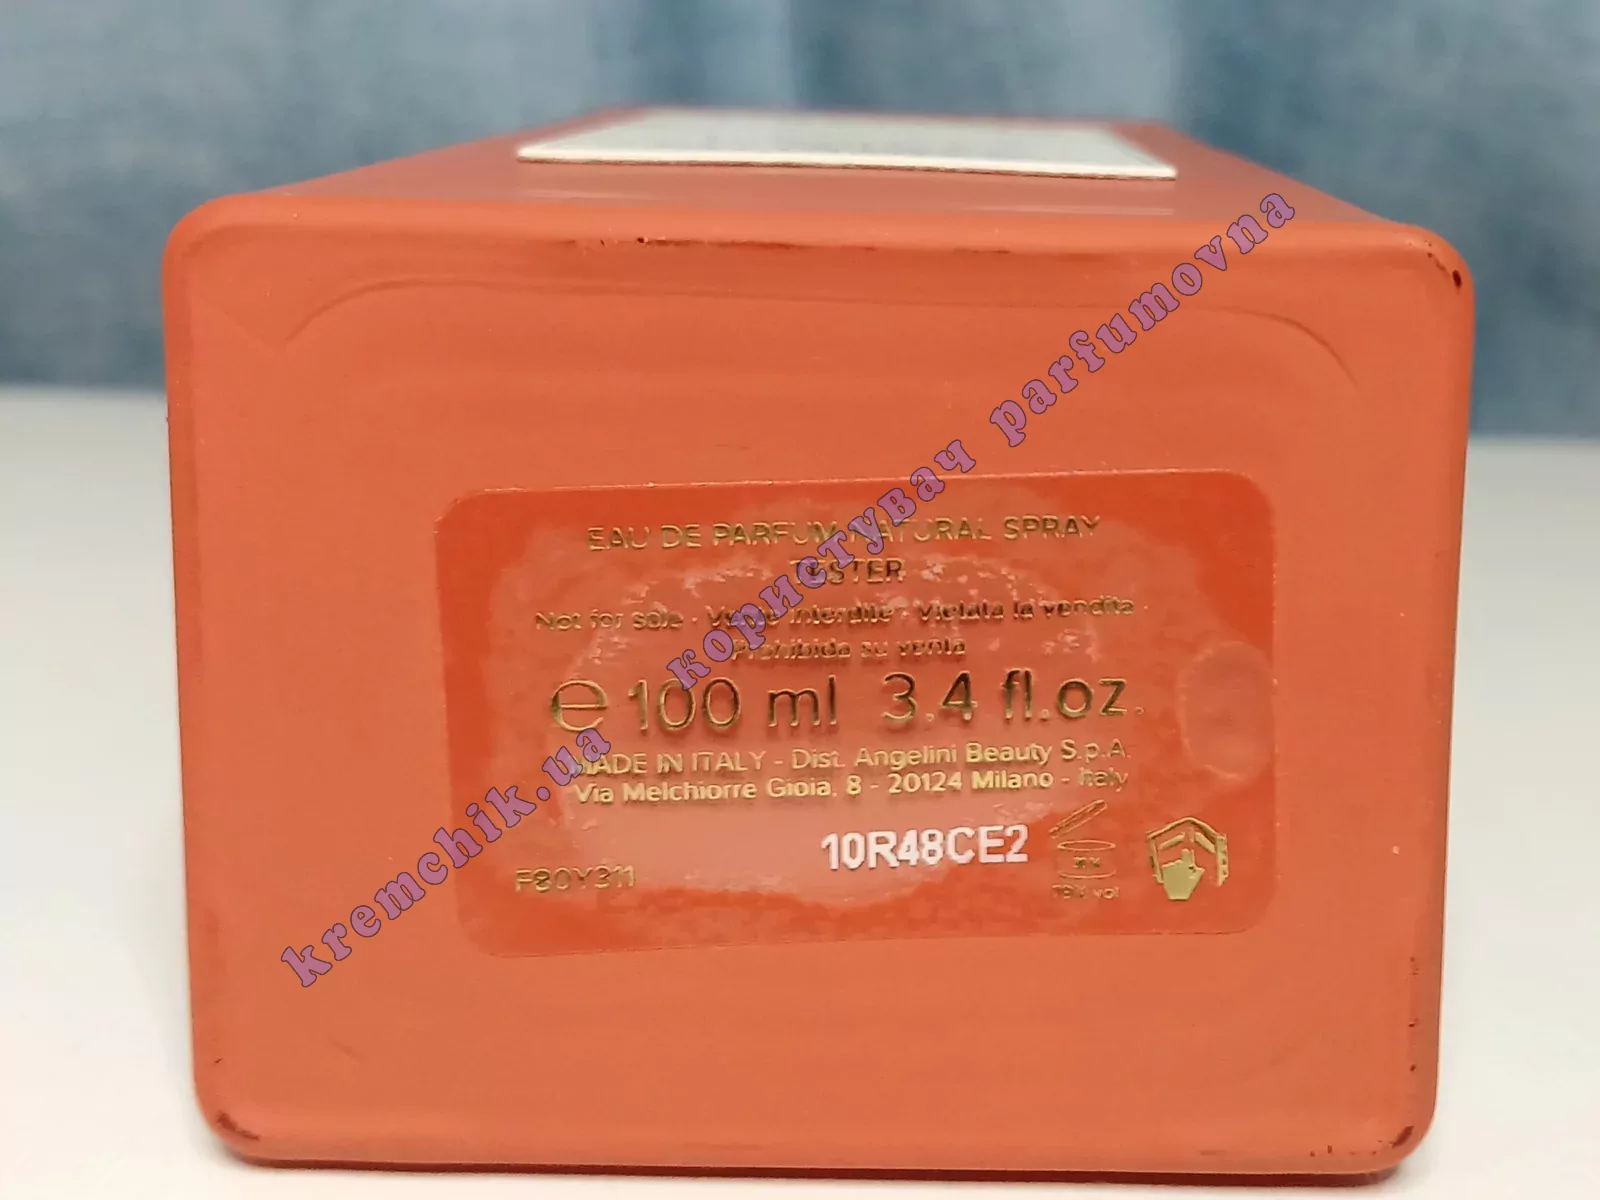 EAU DE PARFUM NATURAL SPRAY
TESTER
Not for sale · Vente interdite · Vietata la vendita
Prohibida su venta
e 100 ml 3.4 fl.oz.
MADE IN ITALY - Dist. Angelini Beauty S.p.A.
Via Melchiorre Gioia, 8 - 20124 Milano - Italy
10R48CE2
F80Y311
kremchik.ua користувач parfumovna